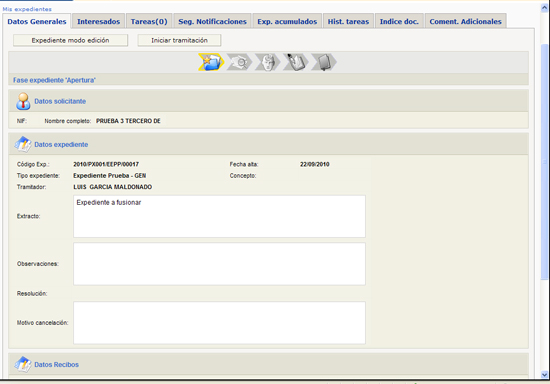 Mis expedientes
Datos Generales Interesados Tareas(0) Seg. Notificaciones Exp. acumulados Hist. tareas Indice doc. Coment. Adicionales
Expediente modo edición Iniciar tramitación
Fase expediente 'Apertura'
Datos solicitante
NIF: Nombre completo: PRUEBA 3 TERCERO DE
Datos expediente
Código Exp.: 2010/PX001/EEPP/00017 Fecha alta: 22/09/2010
Tipo expediente: Expediente Prueba - GEN Concepto:
Tramitador: LUIS GARCIA MALDONADO
Extracto: Expediente a fusionar
Observaciones:
Resolución:
Motivo cancelación:
Datos Recibos